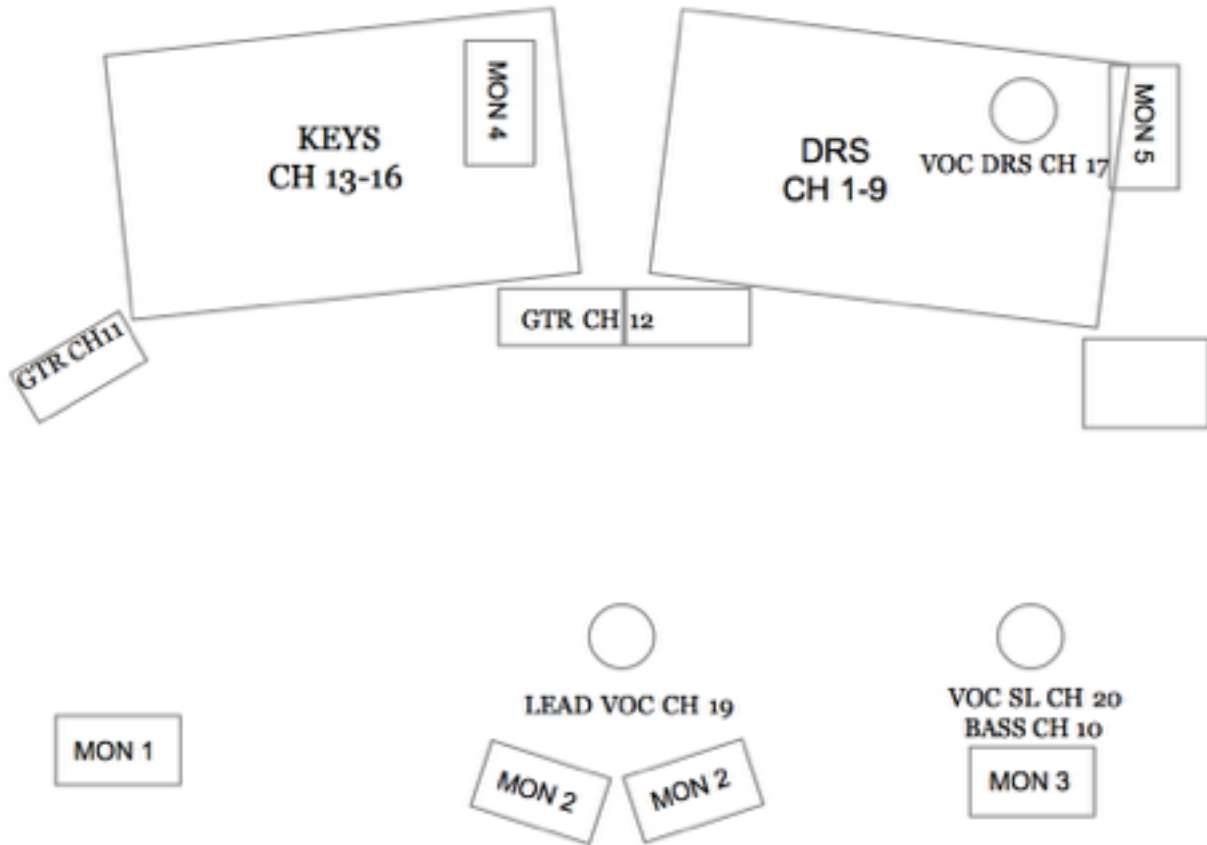 MON 4
KEYS
CH 13-16
DRS
CH 1-9
VOC DRS CH 17
MON 5
GTR CH11
GTR CH 12
LEAD VOC CH 19
VOC SL CH 20
BASS CH 10
MON 1
MON 2
MON 2
MON 3